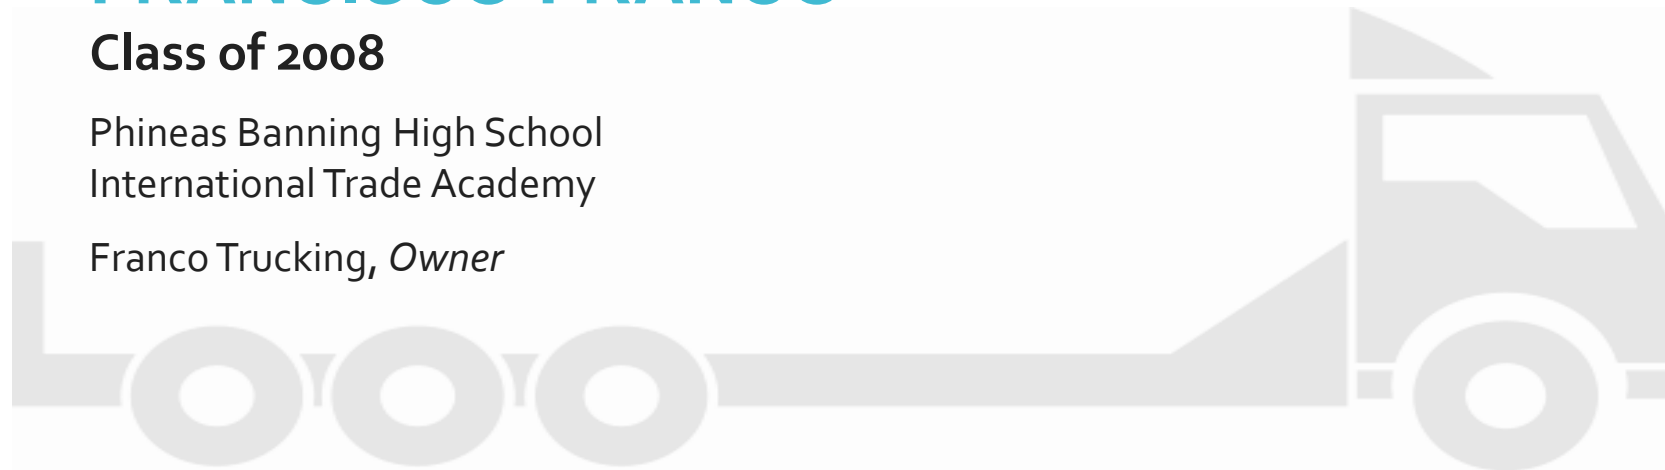 Class of 2008
Phineas Banning High School
International Trade Academy
Franco Trucking, Owner